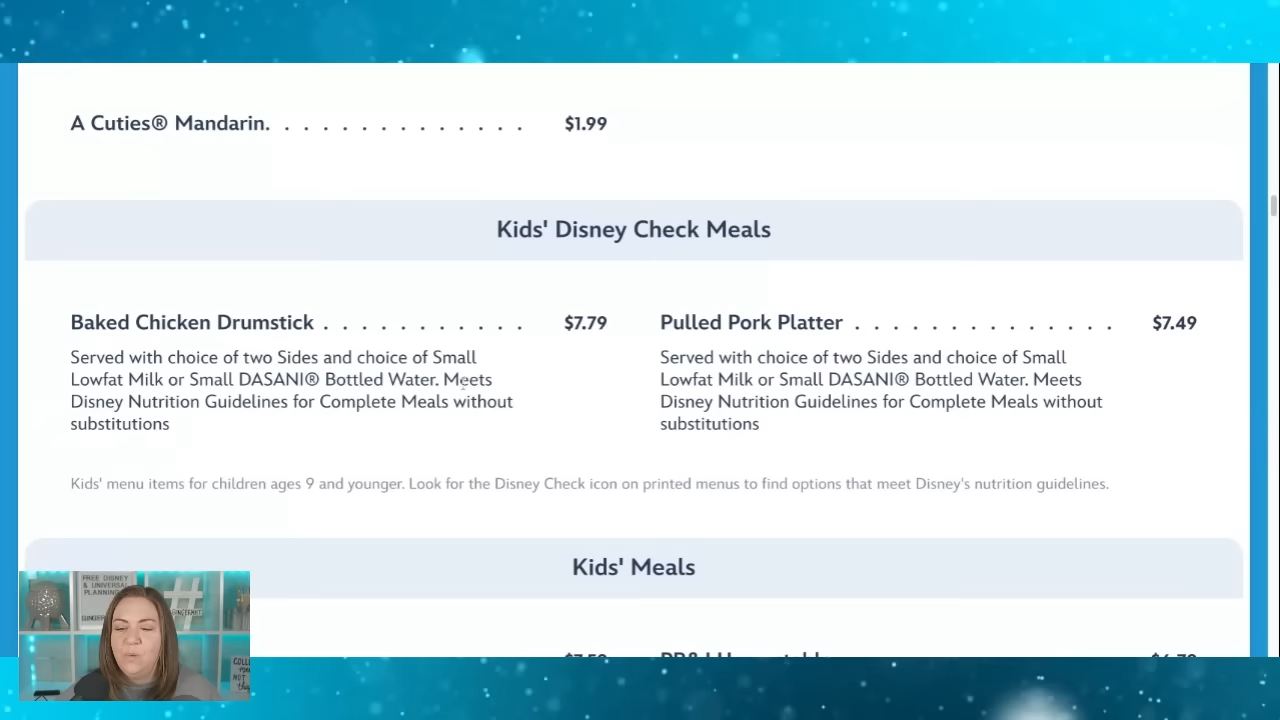 A Cuties® Mandarin. . . . . . . . . . . . . . $1.99
Kids' Disney Check Meals
Baked Chicken Drumstick . . . . . . . . . . . $7.79
Served with choice of two Sides and choice of Small
Lowfat Milk or Small DASANI® Bottled Water. Meets
Disney Nutrition Guidelines for Complete Meals without
substitutions
Pulled Pork Platter . . . . . . . . . . . . . . $7.49
Served with choice of two Sides and choice of Small
Lowfat Milk or Small DASANI® Bottled Water. Meets
Disney Nutrition Guidelines for Complete Meals without
substitutions
Kids' menu items for children ages 9 and younger. Look for the Disney Check icon on printed menus to find options that meet Disney's nutrition guidelines.
Kids' Meals
FREE DISNEY
& UNIVERSAL
PLANNING
#